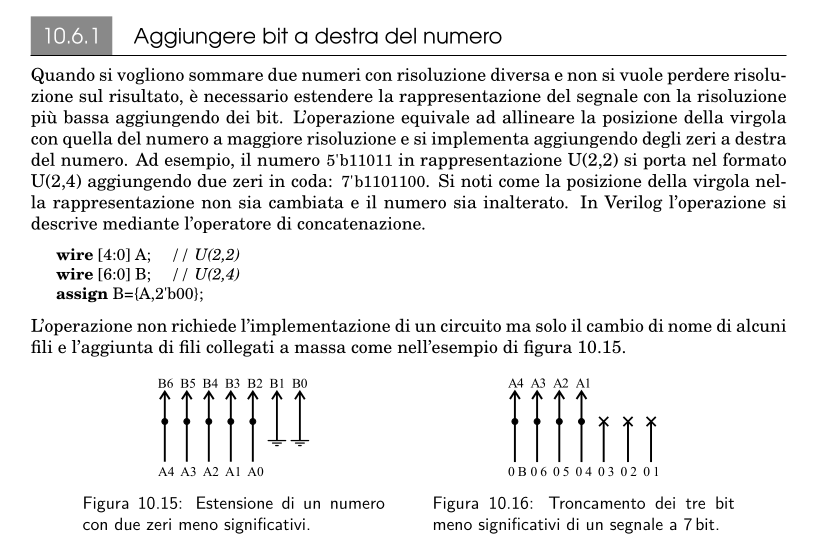 10.6.1 Aggiungere bit a destra del numero
Quando si vogliono sommare due numeri con risoluzione diversa e non si vuole perdere risolu-
zione sul risultato, è necessario estendere la rappresentazione del segnale con la risoluzione
più bassa aggiungendo dei bit. L'operazione equivale ad allineare la posizione della virgola
con quella del numero a maggiore risoluzione e si implementa aggiungendo degli zeri a destra
del numero. Ad esempio, il numero 5'b11011 in rappresentazione U(2,2) si porta nel formato
U(2,4) aggiungendo due zeri in coda: 7'b1101100. Si noti come la posizione della virgola nel-
la rappresentazione non sia cambiata e il numero sia inalterato. In Verilog l'operazione si
descrive mediante l'operatore di concatenazione.
wire [4:0] A; // U(2,2)
wire [6:0] B; // U(2,4)
assign B={A,2'b00};
L'operazione non richiede l'implementazione di un circuito ma solo il cambio di nome di alcuni
fili e l'aggiunta di fili collegati a massa come nell'esempio di figura 10.15.
B6 B5 B4 B3 B2 B1 B0
A4 A3 A2 A1 A0
Figura 10.15: Estensione di un numero
con due zeri meno significativi.
A4 A3 A2 A1
0 B 0 6 0 5 0 4 0 3 0 2 0 1
Figura 10.16: Troncamento dei tre bit
meno significativi di un segnale a 7 bit.